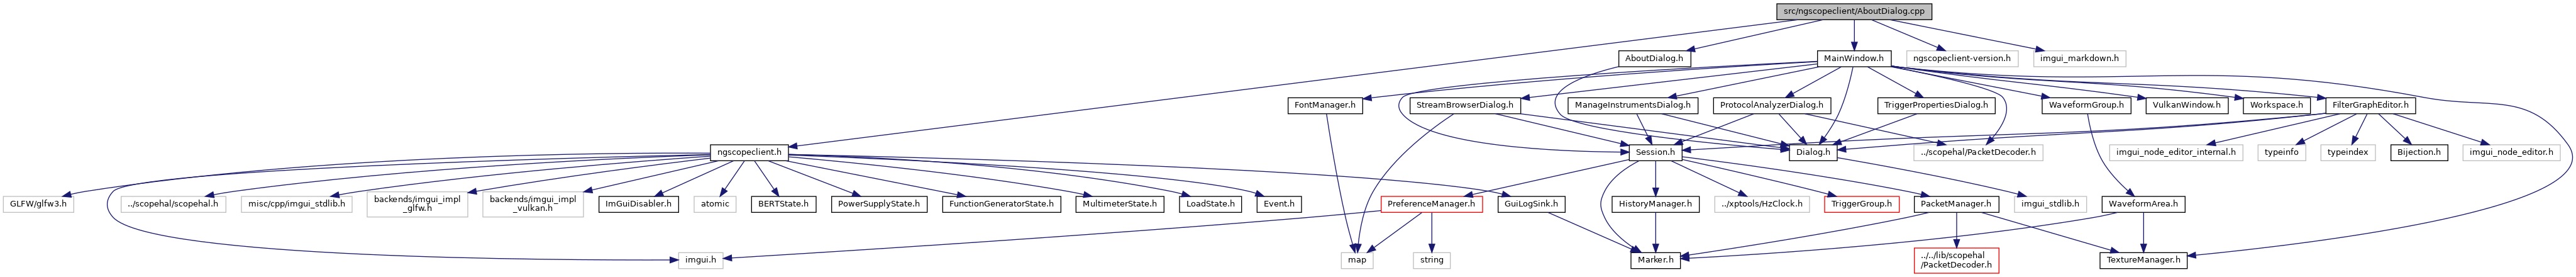 src/ngscopeclient/AboutDialog.cpp
AboutDialog.h
MainWindow.h
ngscopeclient-version.h
imgui_markdown.h
FontManager.h
StreamBrowserDialog.h
ManageInstrumentsDialog.h
ProtocolAnalyzerDialog.h
TriggerPropertiesDialog.h
WaveformGroup.h
VulkanWindow.h
Workspace.h
FilterGraphEditor.h
ngscopeclient.h
Session.h
Dialog.h
../scopehal/PacketDecoder.h
imgui_node_editor_internal.h
typeinfo
typeindex
Bijection.h
imgui_node_editor.h
GLFW/glfw3.h
../scopehal/scopehal.h
misc/cpp/imgui_stdlib.h
backends/imgui_impl
_glfw.h
backends/imgui_impl
_vulkan.h
ImGuiDisabler.h
atomic
BERTState.h
PowerSupplyState.h
FunctionGeneratorState.h
MultimeterState.h
LoadState.h
Event.h
PreferenceManager.h
GuiLogSink.h
HistoryManager.h
../xptools/HzClock.h
TriggerGroup.h
PacketManager.h
imgui_stdlib.h
WaveformArea.h
imgui.h
map
string
Marker.h
../../lib/scopehal
/PacketDecoder.h
TextureManager.h